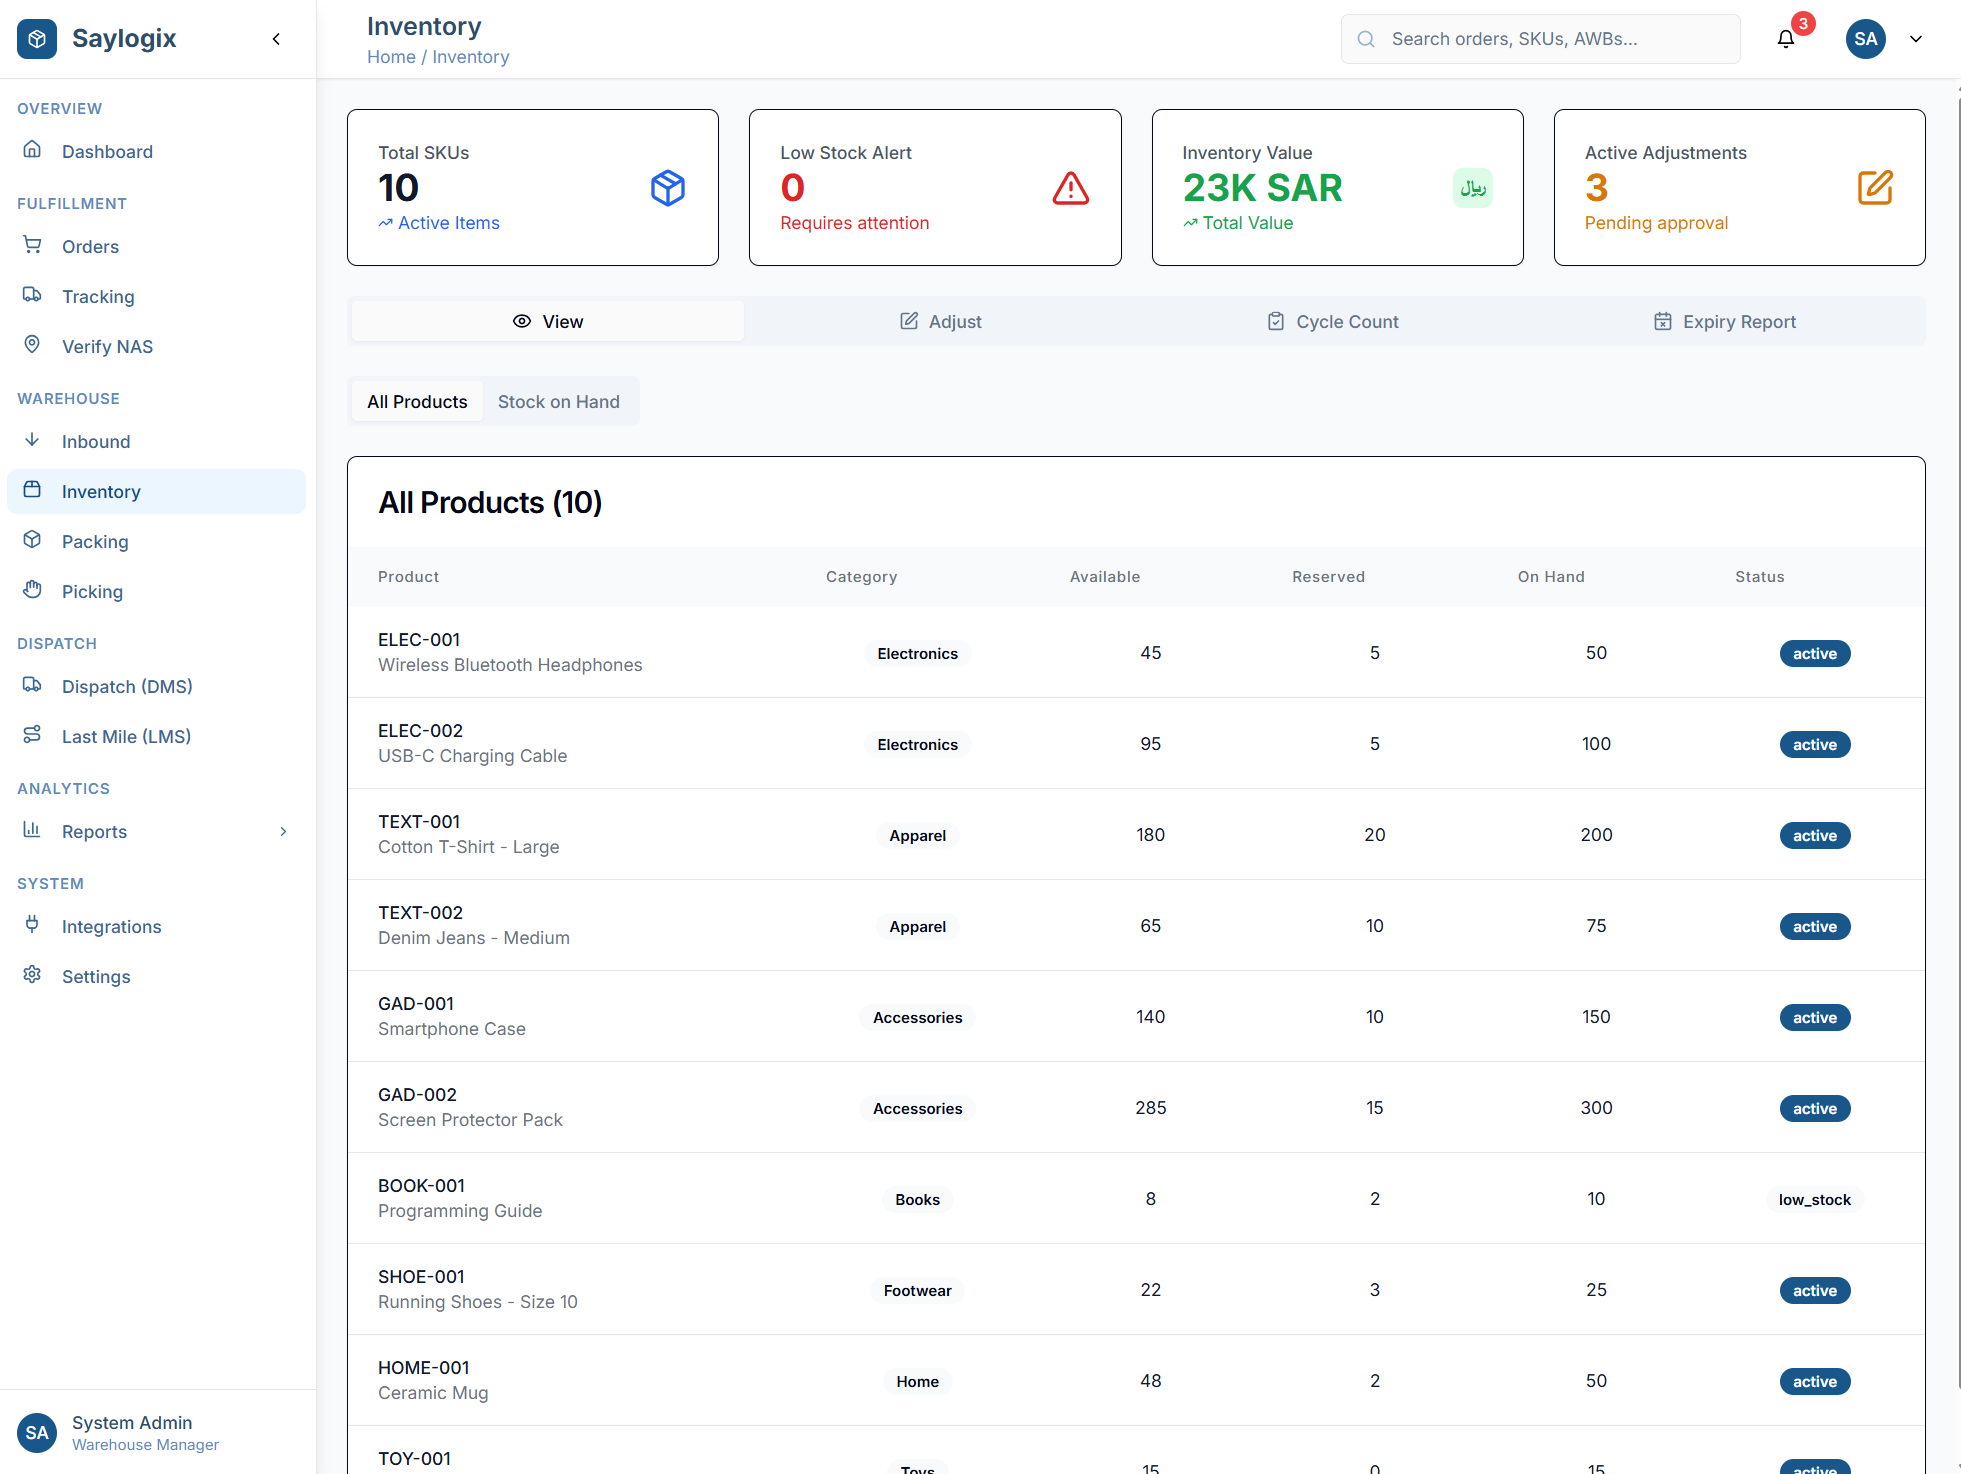 Saylogix
OVERVIEW
Dashboard
FULFILLMENT
Orders
Tracking
Verify NAS
WAREHOUSE
Inbound
Inventory
Packing
Picking
DISPATCH
Dispatch (DMS)
Last Mile (LMS)
ANALYTICS
Reports
SYSTEM
Integrations
Settings
SA
System Admin
Warehouse Manager
Inventory
Home / Inventory
Search orders, SKUs, AWBs...
3
SA
Total SKUs
10
Active Items
Low Stock Alert
0
Requires attention
Inventory Value
23K SAR
Total Value
ريال
Active Adjustments
3
Pending approval
View
Adjust
Cycle Count
Expiry Report
All Products
Stock on Hand
All Products (10)
Product Category Available Reserved On Hand Status
ELEC-001
Wireless Bluetooth Headphones
Electronics 45 5 50 active
ELEC-002
USB-C Charging Cable
Electronics 95 5 100 active
TEXT-001
Cotton T-Shirt - Large
Apparel 180 20 200 active
TEXT-002
Denim Jeans - Medium
Apparel 65 10 75 active
GAD-001
Smartphone Case
Accessories 140 10 150 active
GAD-002
Screen Protector Pack
Accessories 285 15 300 active
BOOK-001
Programming Guide
Books 8 2 10 low_stock
SHOE-001
Running Shoes - Size 10
Footwear 22 3 25 active
HOME-001
Ceramic Mug
Home 48 2 50 active
TOY-001
Toys 15 0 15 active